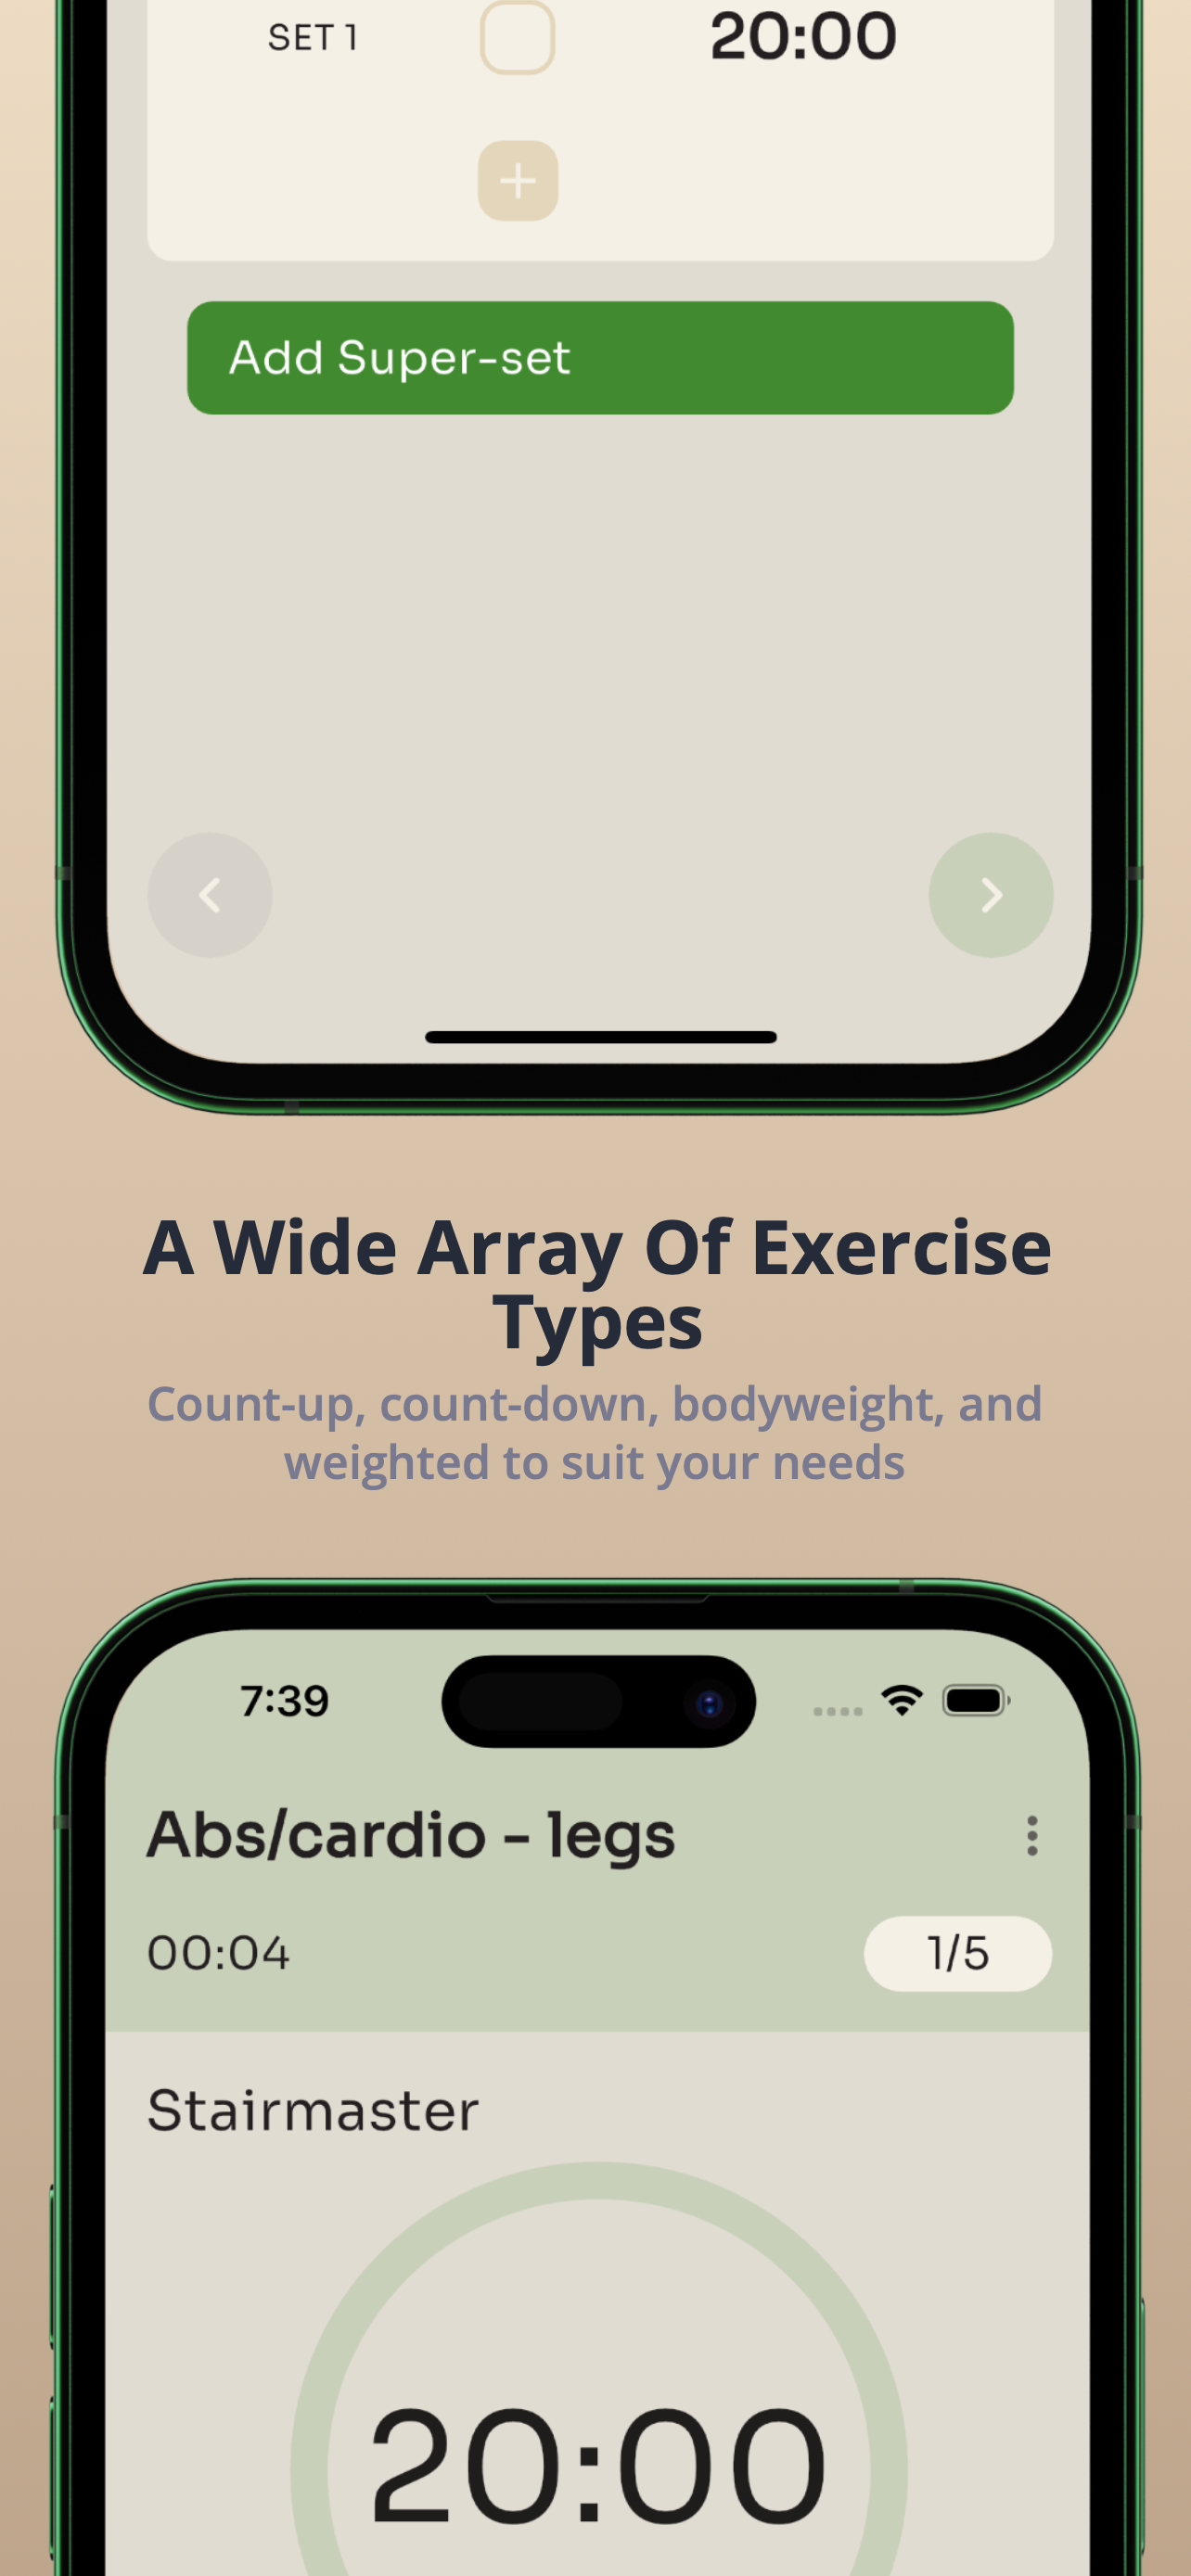 SET 1 20:00
Add Super-set
A Wide Array Of Exercise
Types
Count-up, count-down, bodyweight, and
weighted to suit your needs
7:39
Abs/cardio - legs
00:04 1/5
Stairmaster
20:00